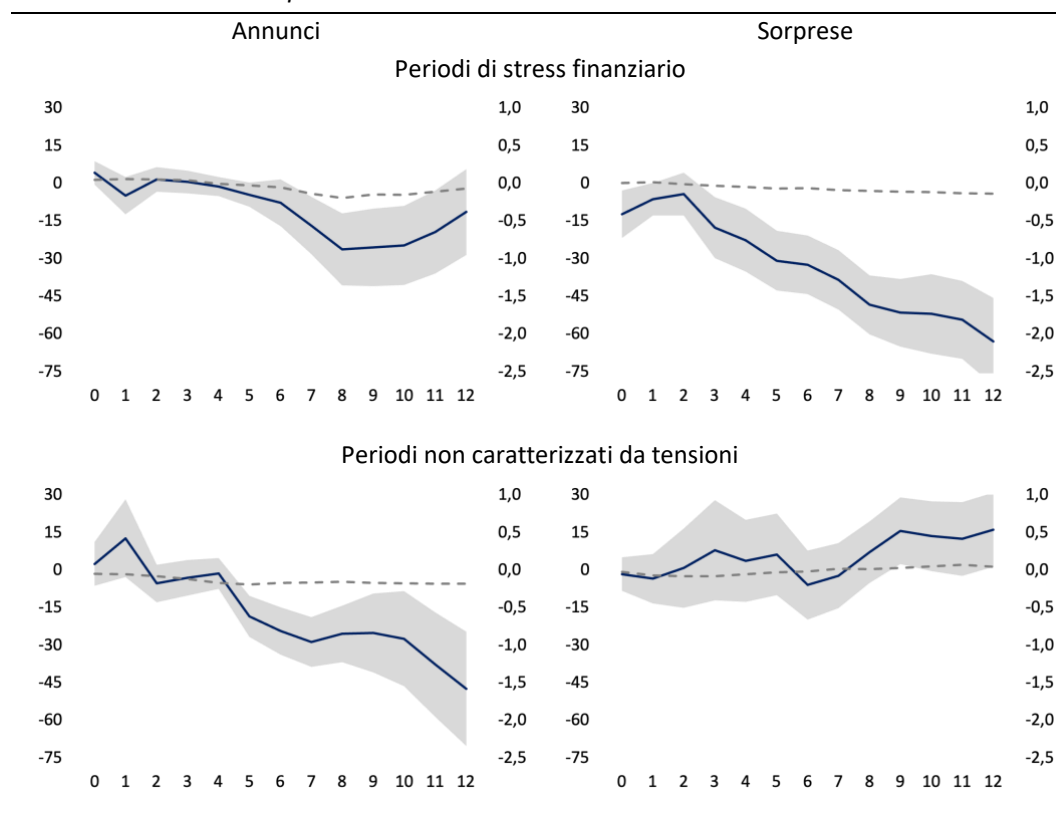 Annunci Sorprese
Periodi di stress finanziario
30 1,0 30 1,0
15 0,5 15 0,5
0 0,0 0 0,0
-15 -0,5 -15 -0,5
-30 -1,0 -30 -1,0
-45 -1,5 -45 -1,5
-60 -2,0 -60 -2,0
-75 -2,5 -75 -2,5
0 1 2 3 4 5 6 7 8 9 10 11 12 0 1 2 3 4 5 6 7 8 9 10 11 12
Periodi non caratterizzati da tensioni
30 1,0 30 1,0
15 0,5 15 0,5
0 0,0 0 0,0
-15 -0,5 -15 -0,5
-30 -1,0 -30 -1,0
-45 -1,5 -45 -1,5
-60 -2,0 -60 -2,0
-75 -2,5 -75 -2,5
0 1 2 3 4 5 6 7 8 9 10 11 12 0 1 2 3 4 5 6 7 8 9 10 11 12